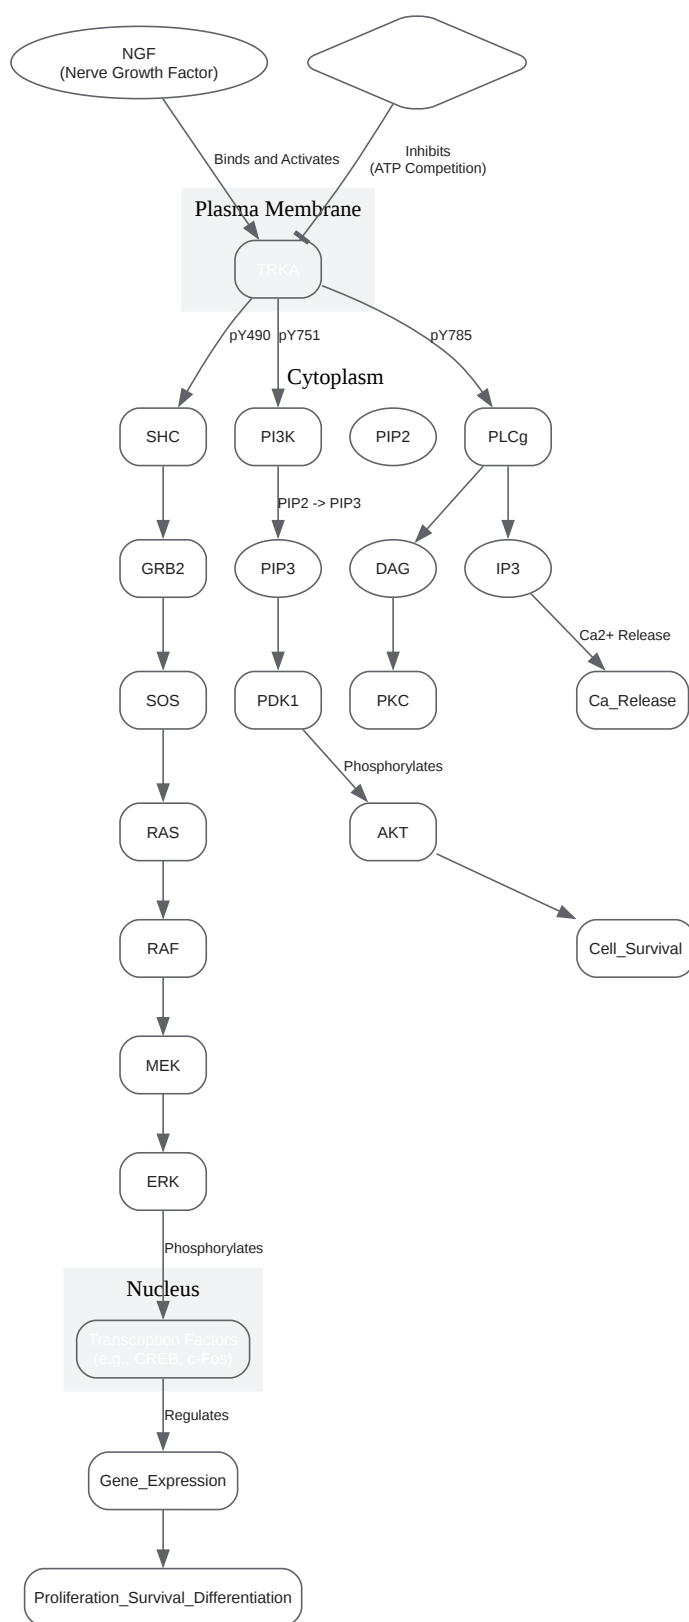 NGF
(Nerve Growth Factor)
Binds and Activates
Inhibits
(ATP Competition)
Plasma Membrane
TRKA
pY490
pY751
pY785
Cytoplasm
SHC
PI3K
PIP2
PLCg
PIP2 -> PIP3
GRB2
PIP3
DAG
IP3
Ca2+ Release
SOS
PDK1
PKC
Ca_Release
Phosphorylates
RAS
AKT
RAF
Cell_Survival
MEK
ERK
Phosphorylates
Nucleus
Transcription Factors
(e.g., CREB, c-Fos)
Regulates
Gene_Expression
Proliferation_Survival_Differentiation